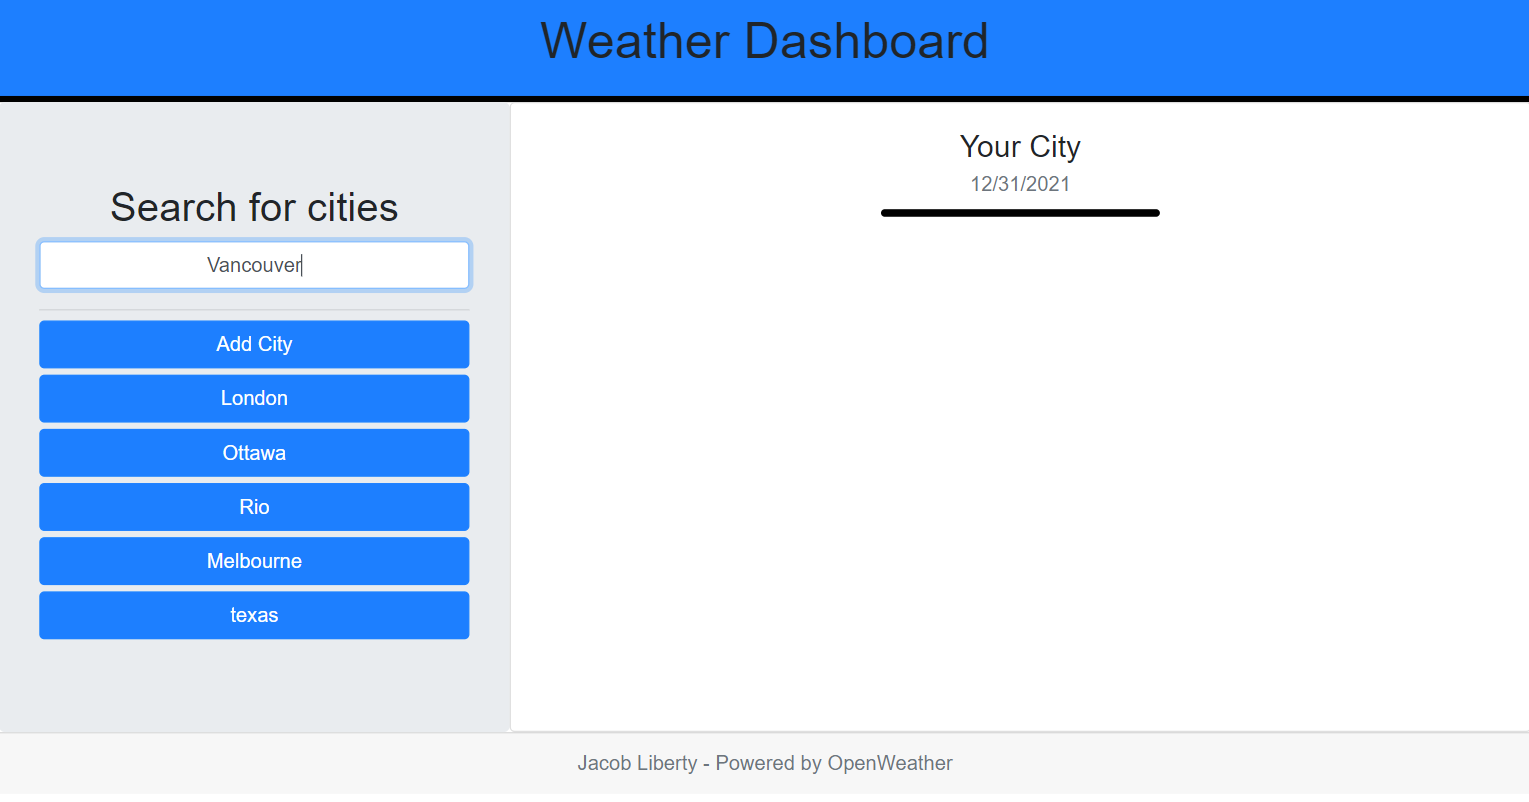 Weather Dashboard
Search for cities
Vancouver
Add City
London
Ottawa
Rio
Melbourne
texas
Your City
12/31/2021
Jacob Liberty - Powered by OpenWeather